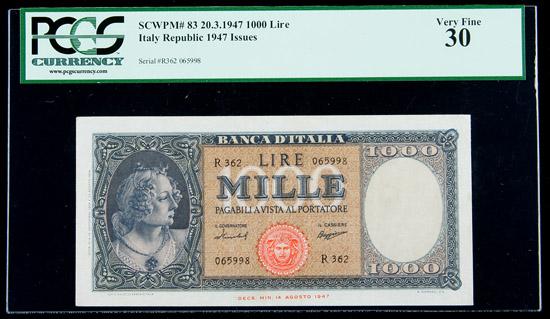 PCGS
CURRENCY
www.pcgscurrency.com
SCWPM# 83 20.3.1947 1000 Lire
Italy Republic 1947 Issues
Serial #R362 065998
Very Fine
30
BANCA D'ITALIA
R 362 LIRE 065998
1000
1000
MILLE
PAGABILI A VISTA AL PORTATORE
IL GOVERNATORE IL CASSIERE
065998 R 362
1000
DECR. MIN. 14 AGOSTO 1947